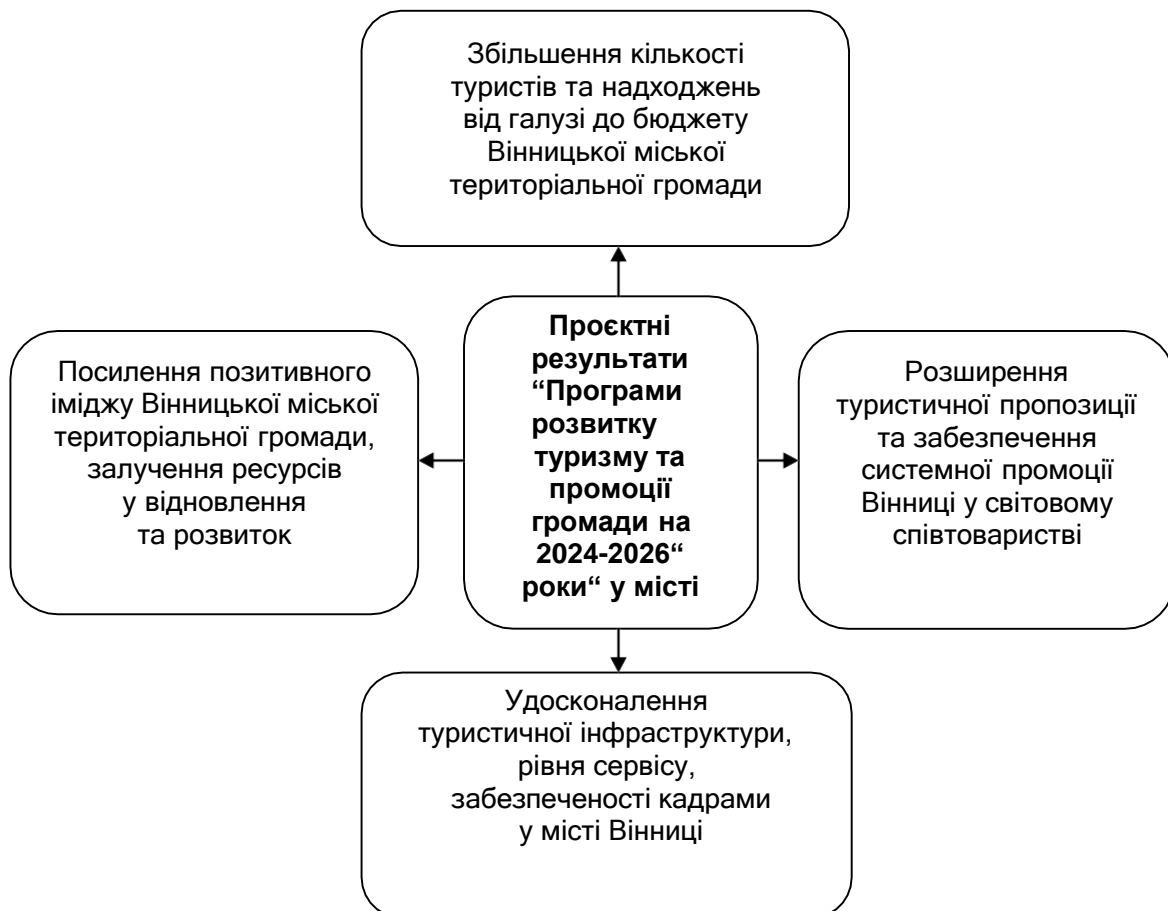 Збільшення кількості
туристів та надходжень
від галузі до бюджету
Вінницької міської
територіальної громади
Посилення позитивного
іміджу Вінницької міської
територіальної громади,
залучення ресурсів
у відновлення
та розвиток
Проєктні
результати
“Програми
розвитку
туризму та
промоції
громади на
2024-2026“
роки“ у місті
Розширення
туристичної пропозиції
та забезпечення
системної промоції
Вінниці у світовому
співтоваристві
Удосконалення
туристичної інфраструктури,
рівня сервісу,
забезпеченості кадрами
у місті Вінниці